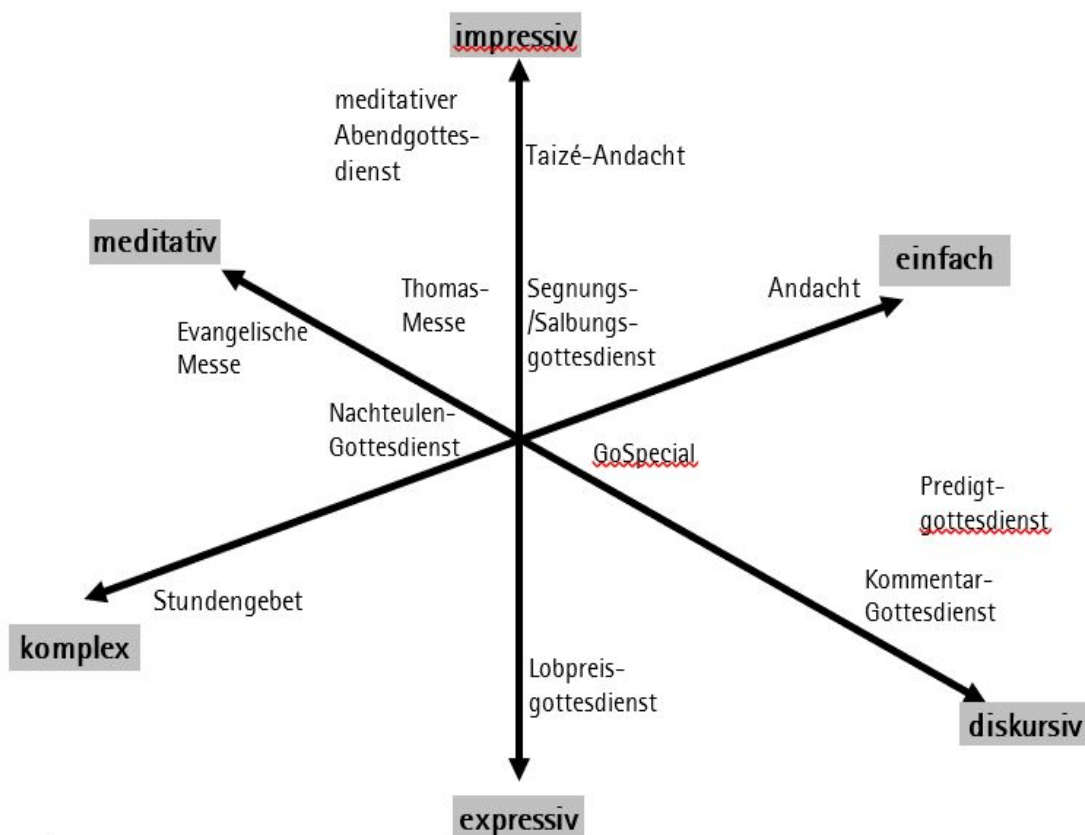 impressiv
meditativer
Abendgottes-
dienst
Taizé-Andacht
meditativ
einfach
Andacht
Thomas-
Messe
Segnungs-
/Salbungs-
gottesdienst
Evangelische
Messe
Nachteulen-
Gottesdienst
GoSpecial
Predigt-
gottesdienst
Kommentar-
Gottesdienst
Stundengebet
komplex
Lobpreis-
gottesdienst
diskursiv
expressiv